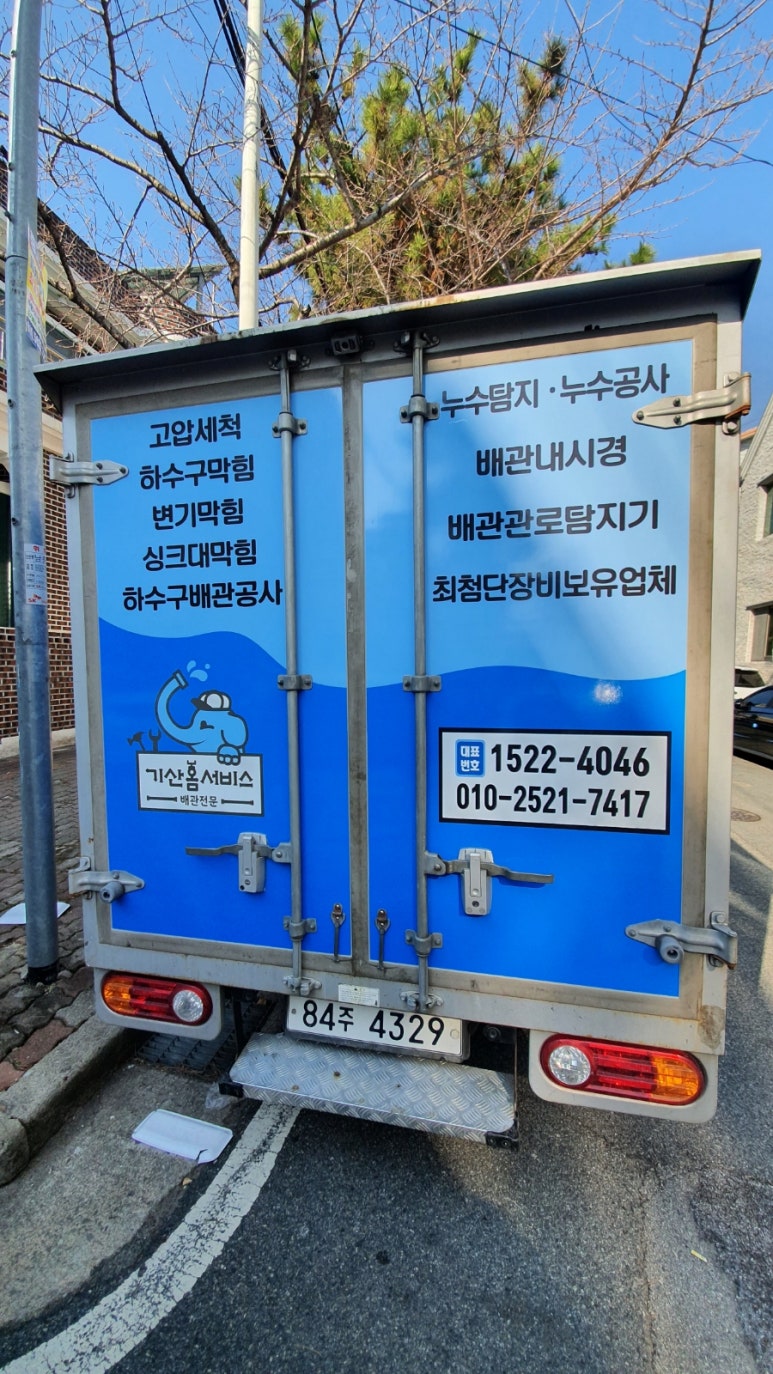 고압세척
하수구막힘
변기막힘
싱크대막힘
하수구배관공사
누수탐지 · 누수공사
배관내시경
배관관로탐지기
최첨단장비보유업체
기산홈서비스
배관전문
대표
번호
1522-4046
010-2521-7417
84주 4329